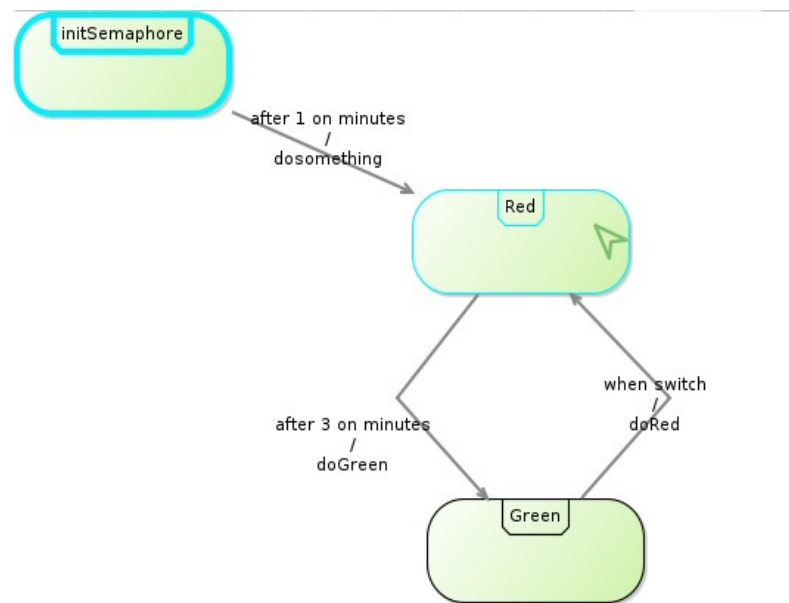 initSemaphore
after 1 on minutes
/
dosomething
Red
when switch
/
doRed
after 3 on minutes
/
doGreen
Green